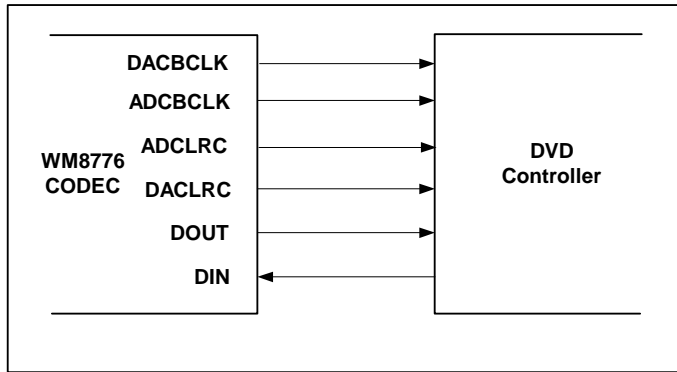 DACBCLK
ADCBCLK
ADCLRC
WM8776
CODEC
DACLRC
DOUT
DIN
DVD
Controller